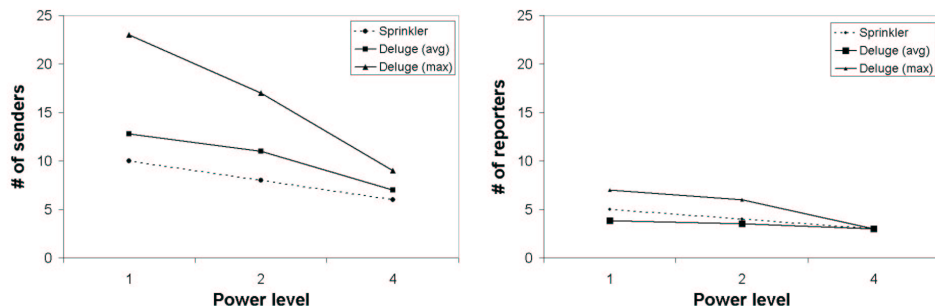 25
20
15
10
5
0
# of senders
1 2 4
Power level
Sprinkler
Deluge (avg)
Deluge (max)
25
20
15
10
5
0
# of reporters
1 2 4
Power level
Sprinkler
Deluge (avg)
Deluge (max)